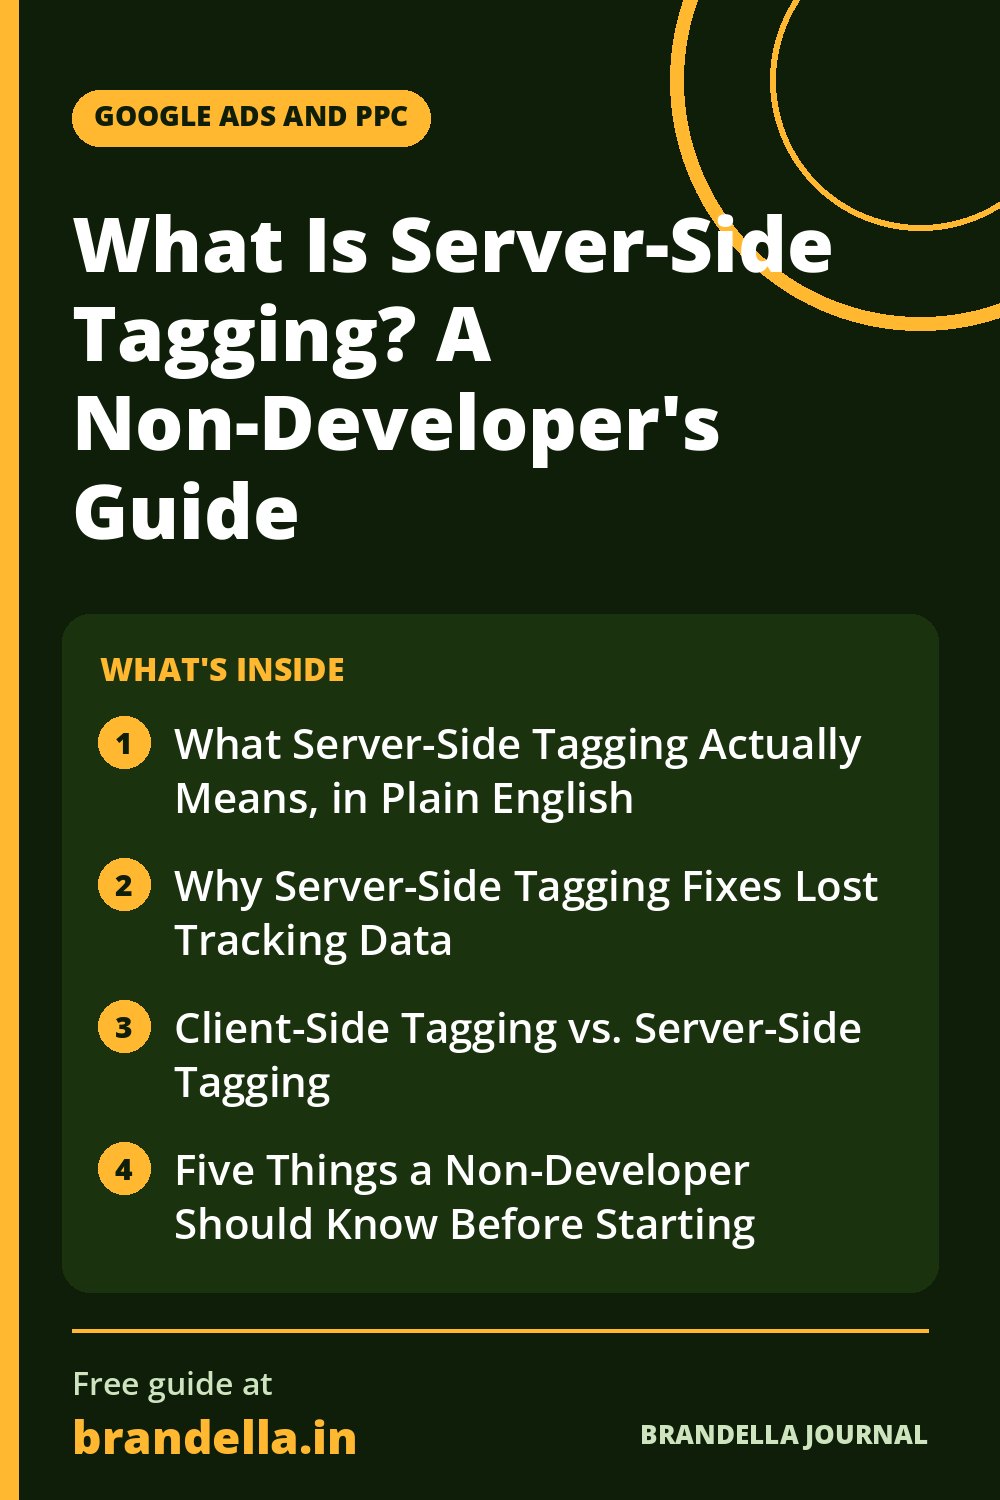 GOOGLE ADS AND PPC
What Is Server-Side
Tagging? A
Non-Developer's
Guide
WHAT'S INSIDE
1 What Server-Side Tagging Actually
Means, in Plain English
2 Why Server-Side Tagging Fixes Lost
Tracking Data
3 Client-Side Tagging vs. Server-Side
Tagging
4 Five Things a Non-Developer
Should Know Before Starting
Free guide at
brandella.in
BRANDELLA JOURNAL